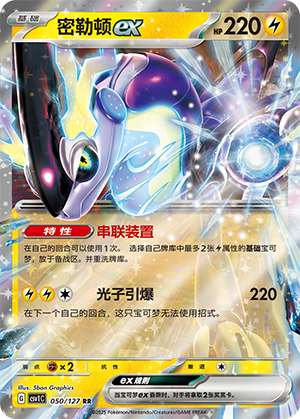 基础 密勒顿ex HP 220
特性 串联装置
在自己的回合可以使用1次。 选择自己牌库中最多2张 属性的基础宝可
梦,放于备战区。并重洗牌库。
光子引爆 220
在下一个自己的回合,这只宝可梦无法使用招式。
弱点 ×2 抗性 撤退
Illus. 5ban Graphics
ex规则
G CSV1C 050/127 RR
当宝可梦ex昏厥时,对手将拿取2张奖赏卡。
©2025 Pokémon/Nintendo/Creatures/GAME FREAK